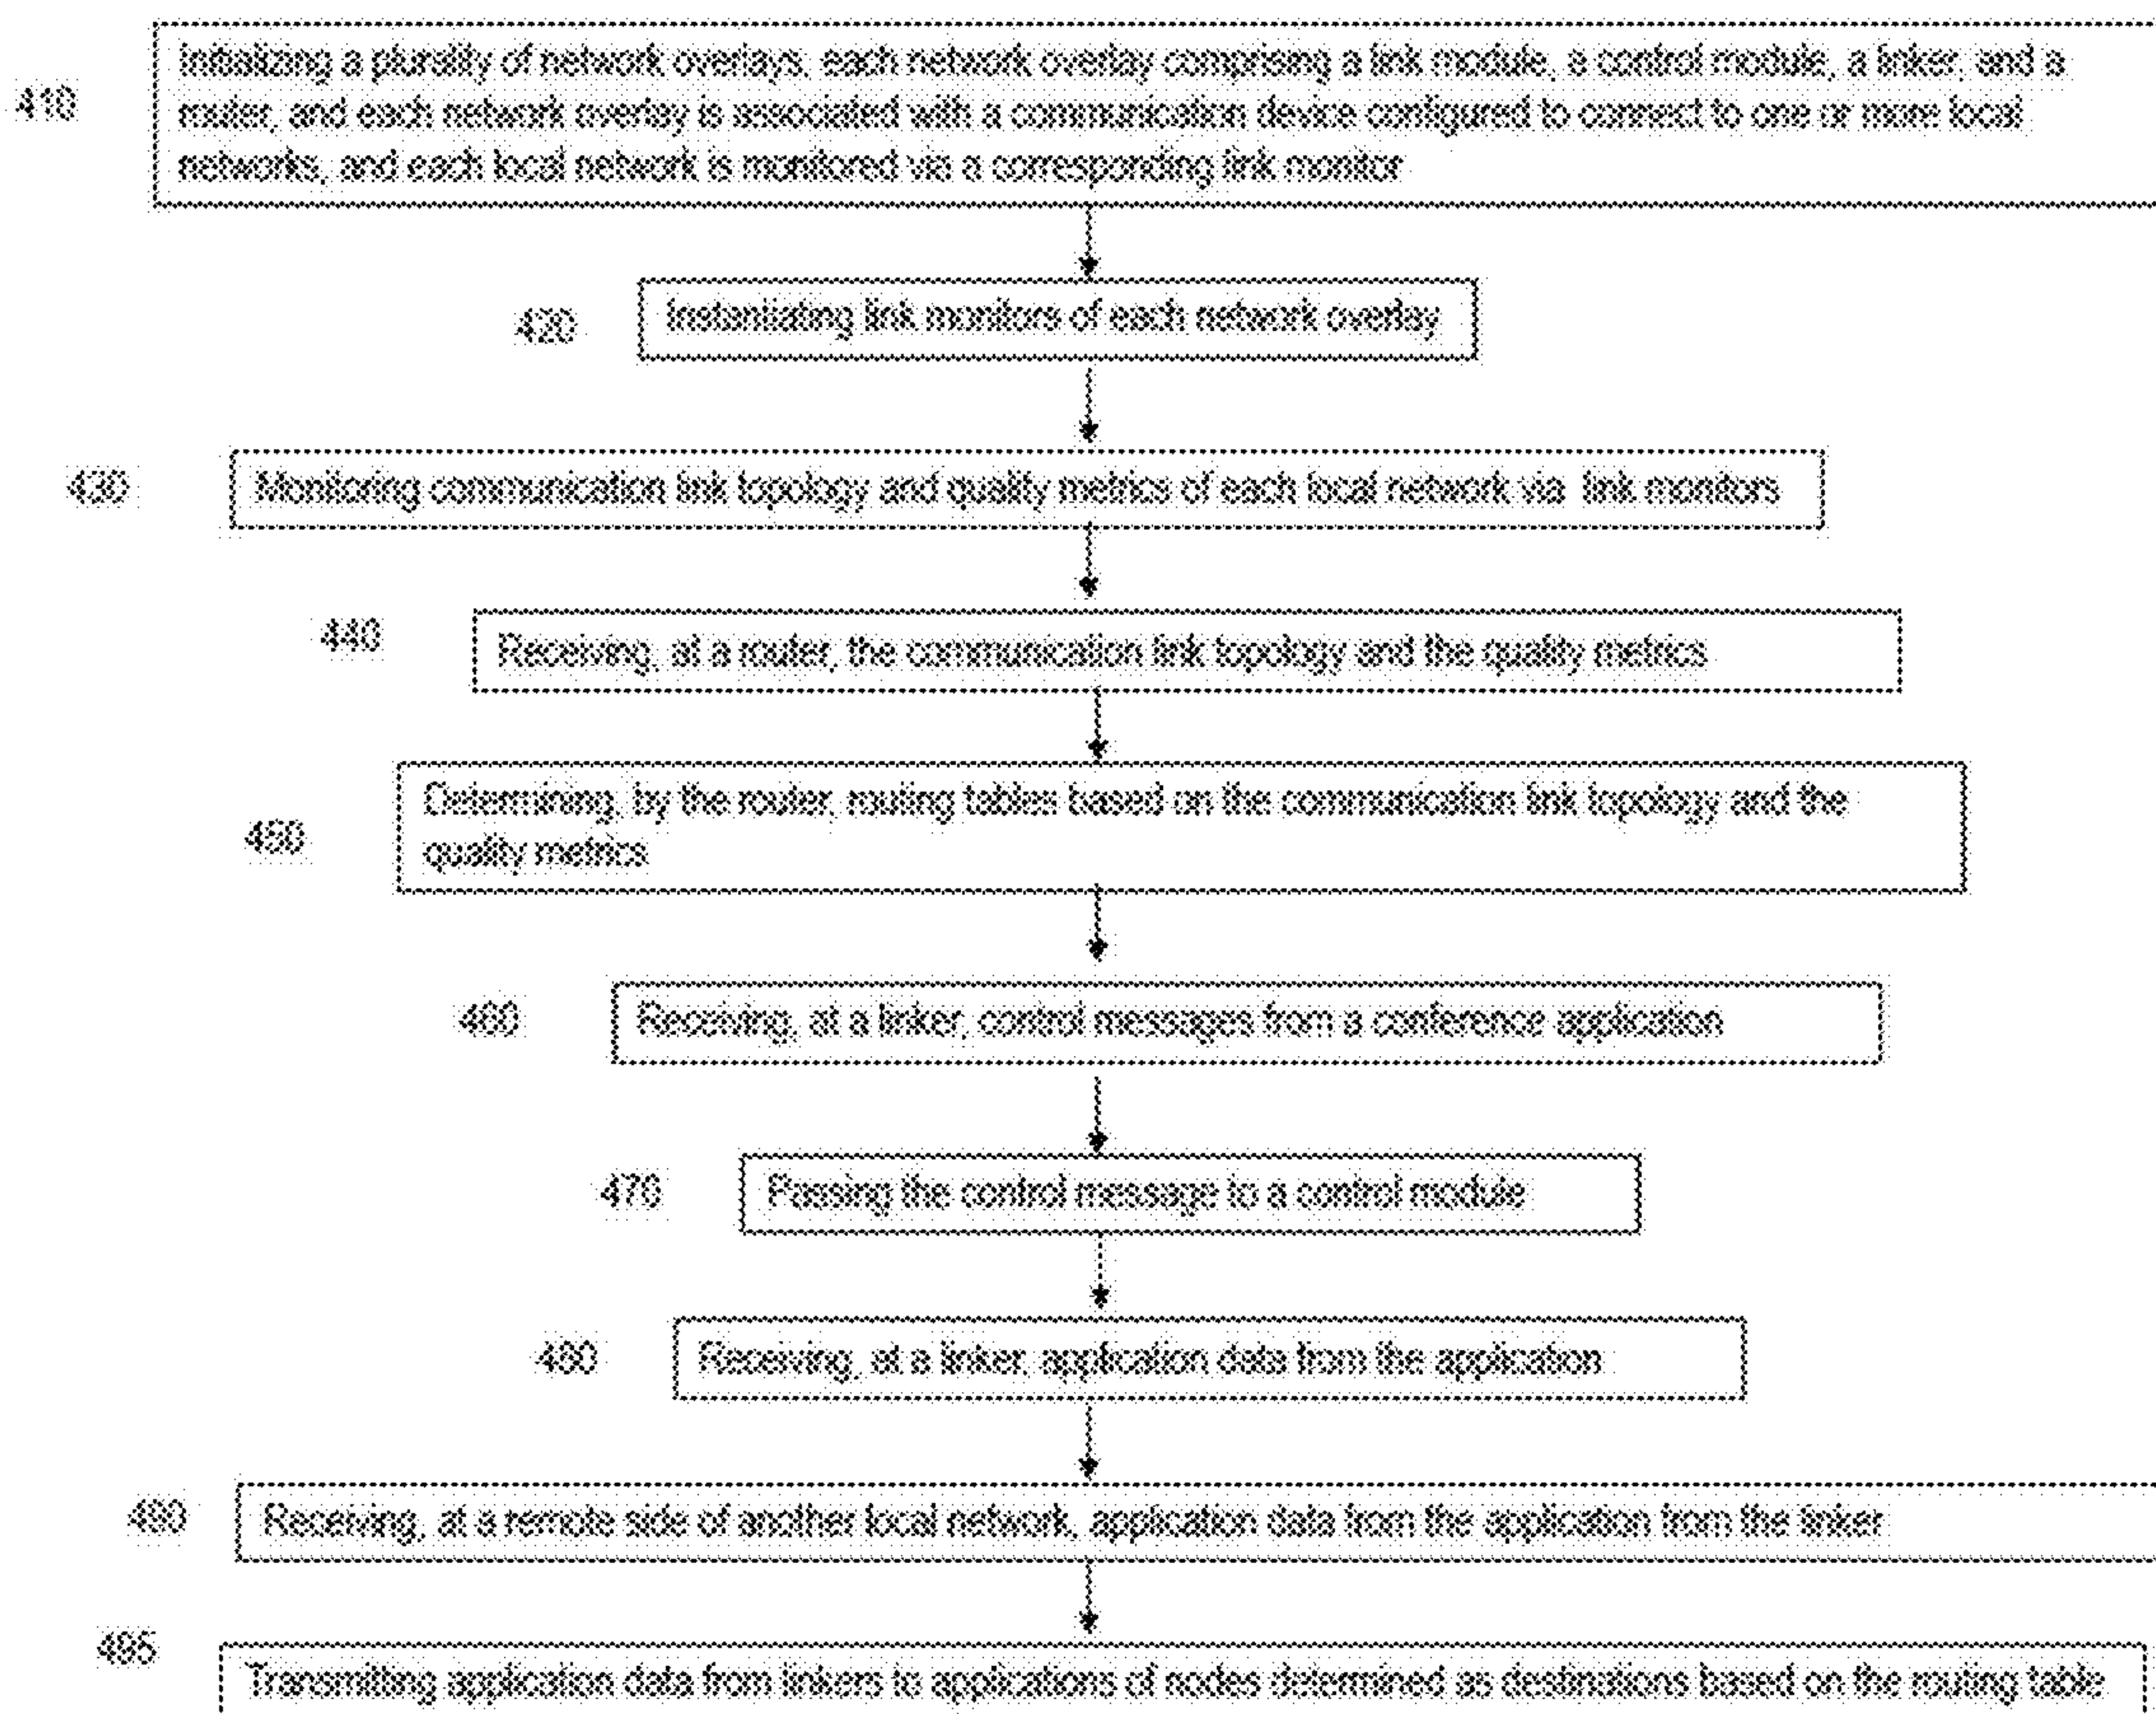 410
Initializing a plurality of network overlays, each network overlay comprising a link module, a control module, a linker, and a
router, and each network overlay is associated with a communication device configured to connect to one or more local
networks, and each local network is monitored via a corresponding link monitor
420
Instantiating link monitors of each network overlay
430
Monitoring communication link topology and quality metrics of each local network via link monitors
440
Receiving, at a router, the communication link topology and the quality metrics
450
Determining, by the router, routing tables based on the communication link topology and the
quality metrics
460
Receiving, at a linker, control messages from a conference application
470
Passing the control message to a control module
480
Receiving, at a linker, application data from the application
490
Receiving, at a remote side of another local network, application data from the application from the linker
495
Transmitting application data from linkers to applications of nodes determined as destinations based on the routing table